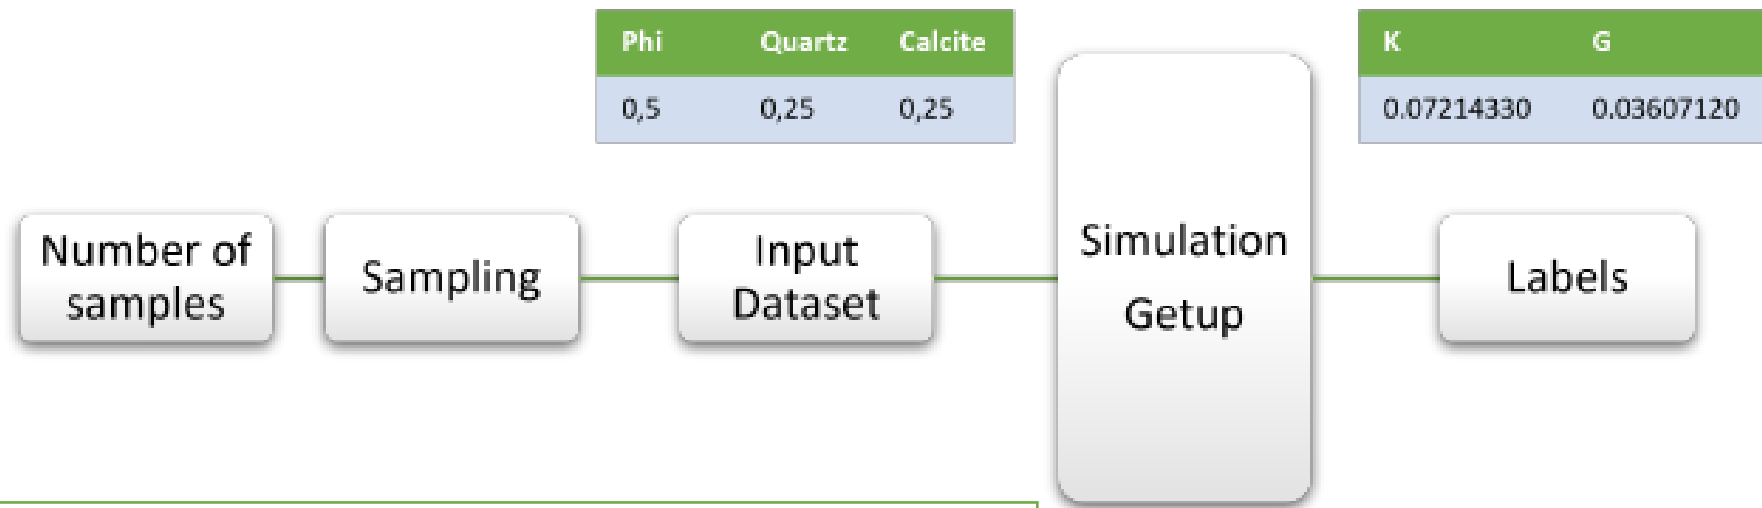 Phi Quartz Calcite
0,5 0,25 0,25
K G
0.07214330 0.03607120
Number of
samples
Sampling
Input
Dataset
Simulation
Getup
Labels